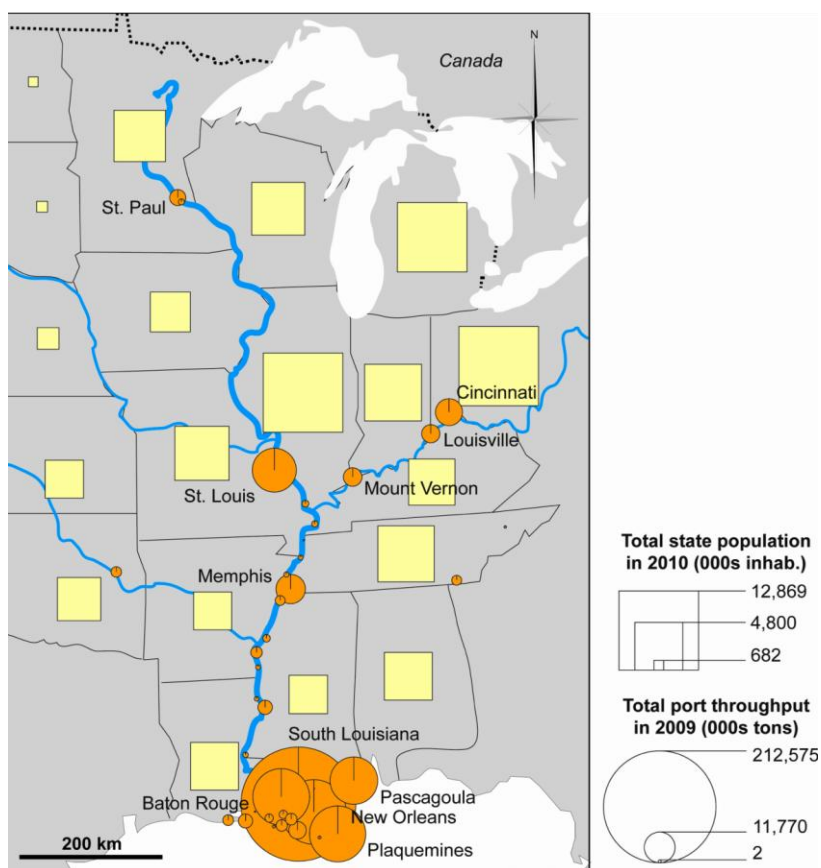 N
Canada
St. Paul
Cincinnati
Louisville
St. Louis
Mount Vernon
Memphis
South Louisiana
Baton Rouge
Pascagoula
New Orleans
Plaquemines
200 km
Total state population
in 2010 (000s inhab.)
12,869
4,800
682
Total port throughput
in 2009 (000s tons)
212,575
11,770
2